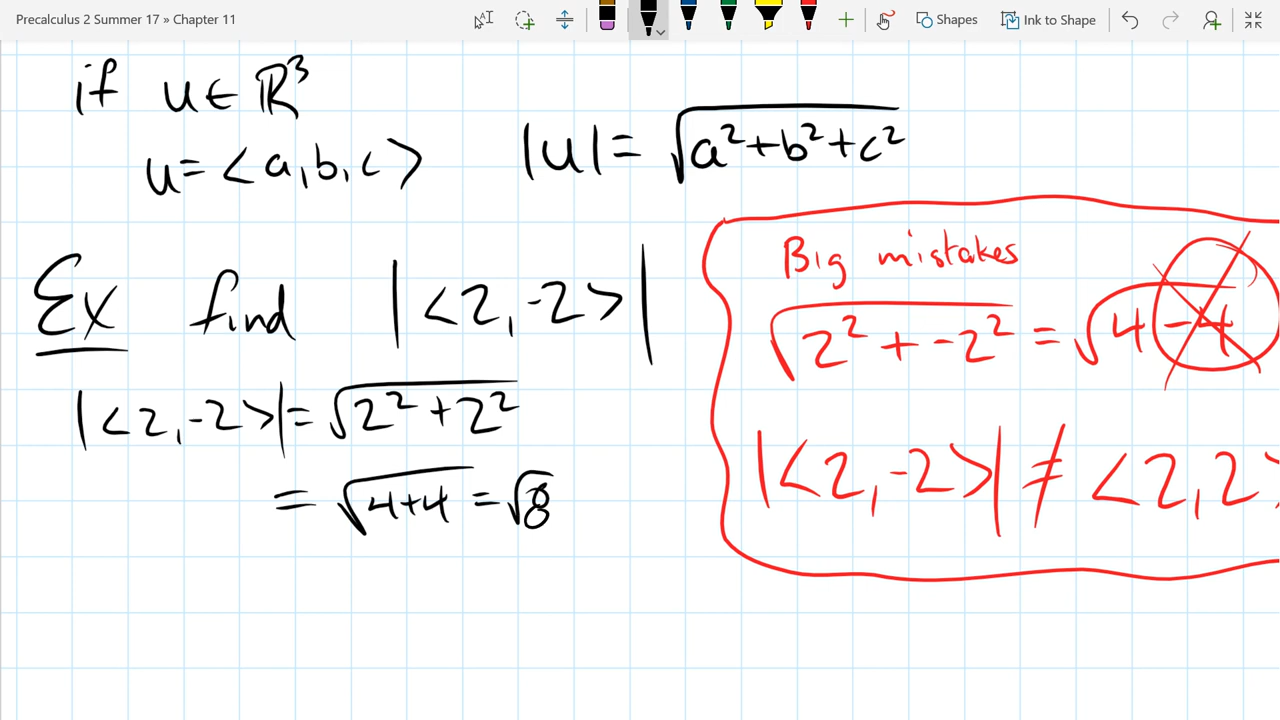 Precalculus 2 Summer 17 » Chapter 11
Shapes
Ink to Shape
if u ∈ ℝ³
u = <a, b, c>
|u| = √(a² + b² + c²)
Ex find |<2, -2>|
|<2, -2>| = √(2² + 2²)
= √(4+4) = √8
Big mistakes
√(2² + -2²) = √(4 - 4)
|<2, -2>| ≠ <2, 2>